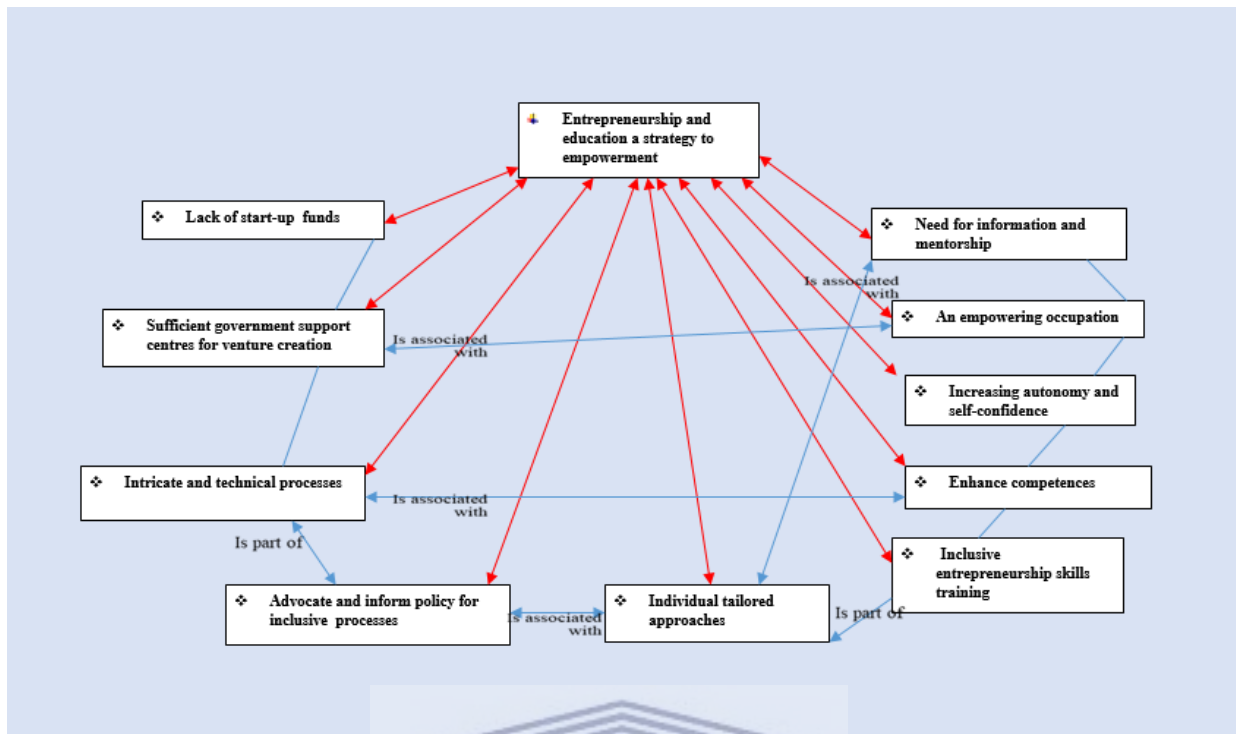 Entrepreneurship and
education a strategy to
empowerment
Lack of start-up funds
Need for information and
mentorship
Is associated
with
Sufficient government support
centres for venture creation
Is associated
with
An empowering occupation
Increasing autonomy and
self-confidence
Intricate and technical processes
Is associated
with
Enhance competences
Is part of
Inclusive
entrepreneurship skills
training
Advocate and inform policy for
inclusive processes
Is associated
with
Individual tailored
approaches
Is part of